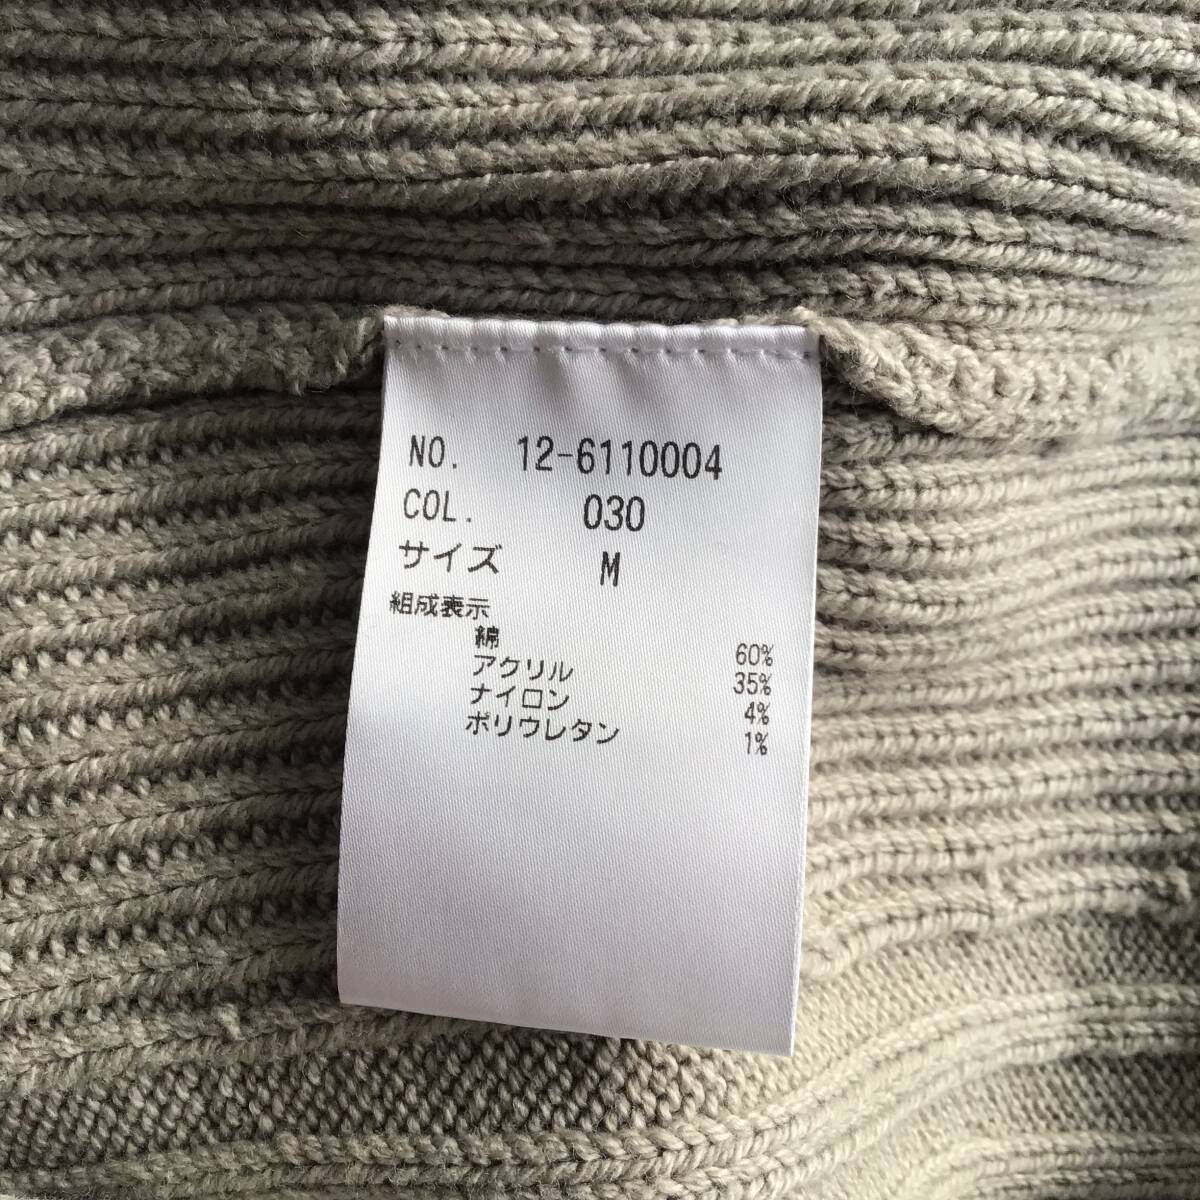 NO. 12-6110004
COL. 030
サイズ M
組成表示
綿 60%
アクリル 35%
ナイロン 4%
ポリウレタン 1%